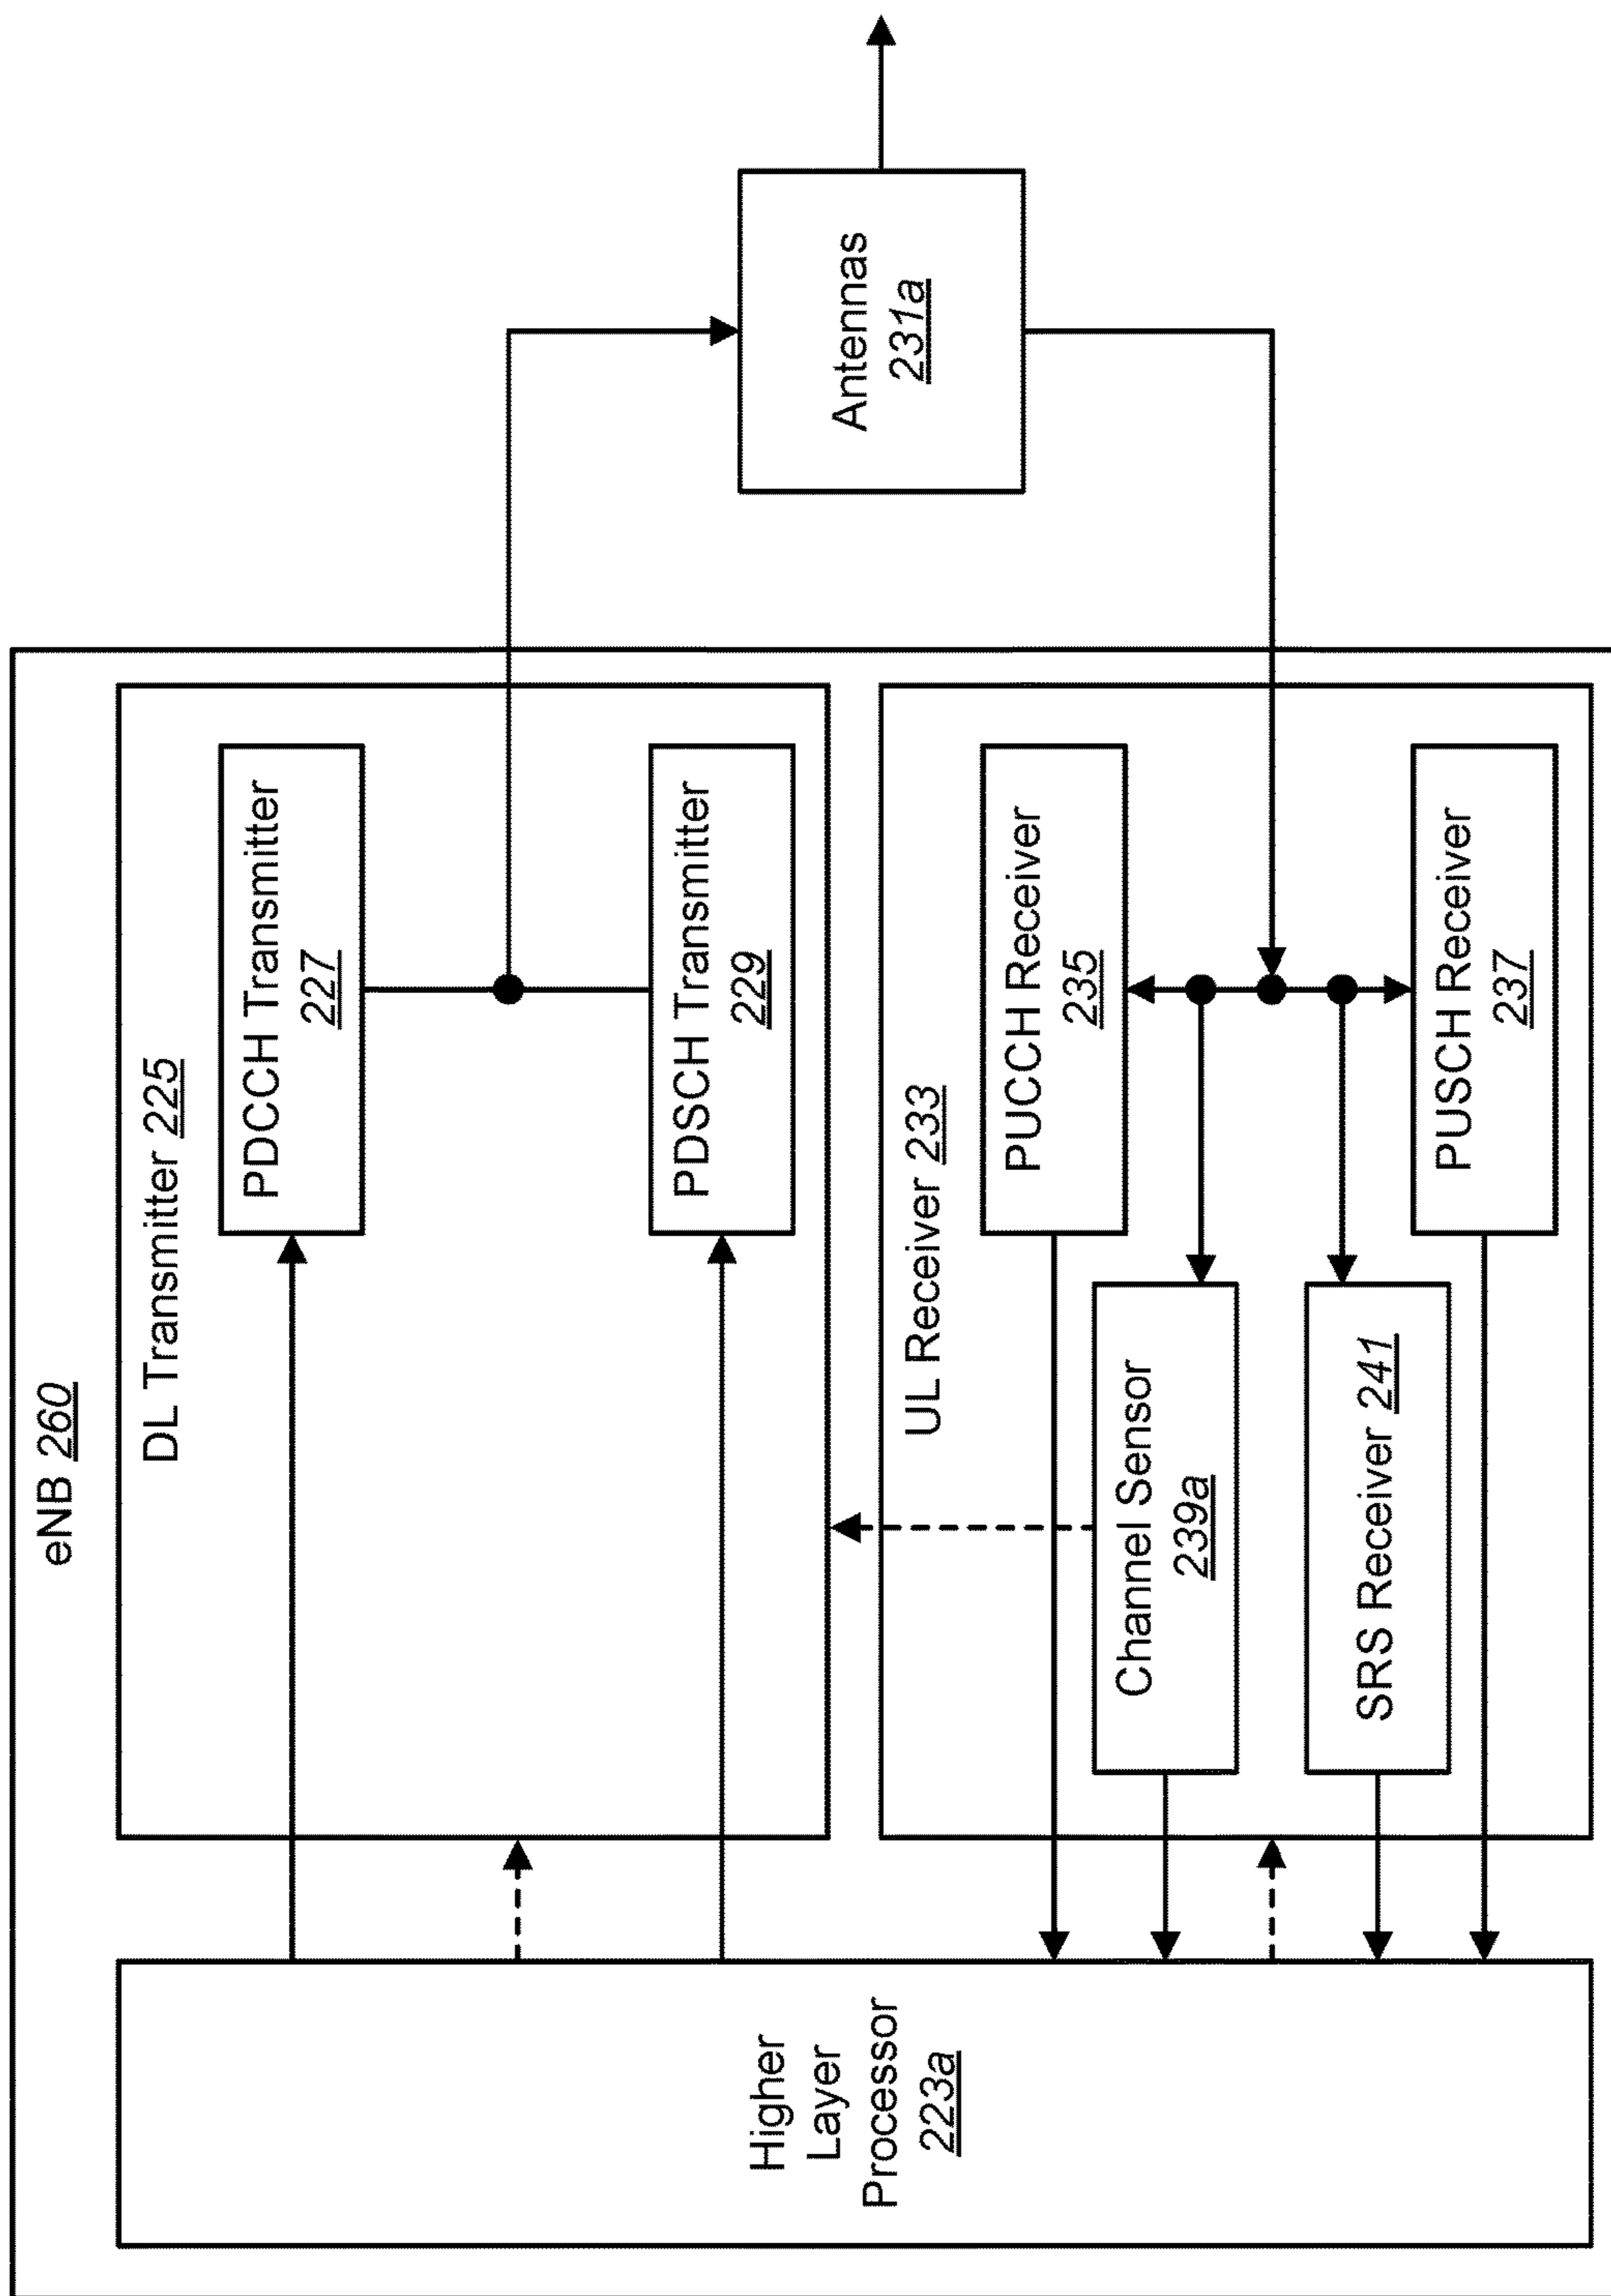 eNB 260
DL Transmitter 225
PDCCH Transmitter
227
PDSCH Transmitter
229
UL Receiver 233
PUCCH Receiver
235
Channel Sensor
239a
SRS Receiver 241
PUSCH Receiver
237
Higher
Layer
Processor
223a
Antennas
231a